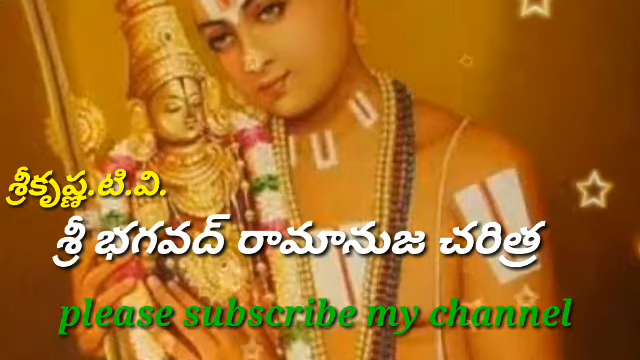 శ్రీకృష్ణ.టి.వి.
శ్రీ భగవద్ రామానుజ చరిత్ర
please subscribe my channel